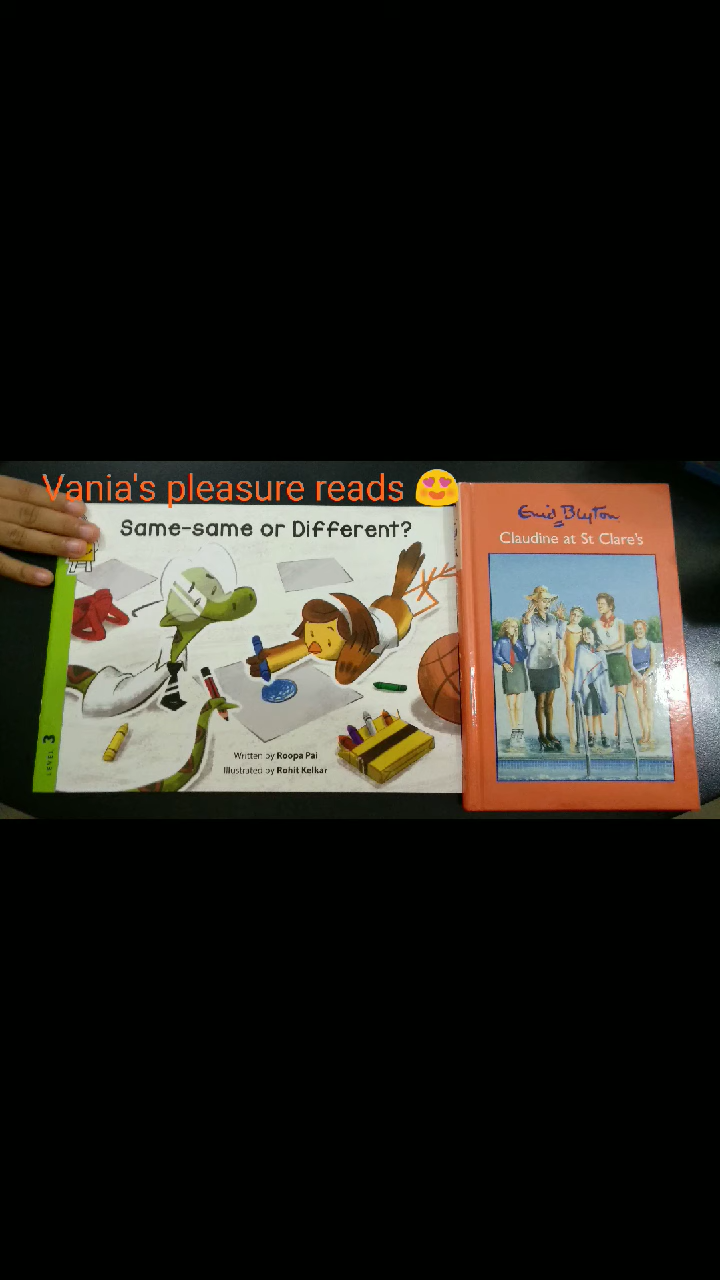 Vania's pleasure reads 😍
Same-same or Different?
Written by Roopa Pai
Illustrated by Rohit Kelkar
LEVEL 3
Enid Blyton
Claudine at St Clare's